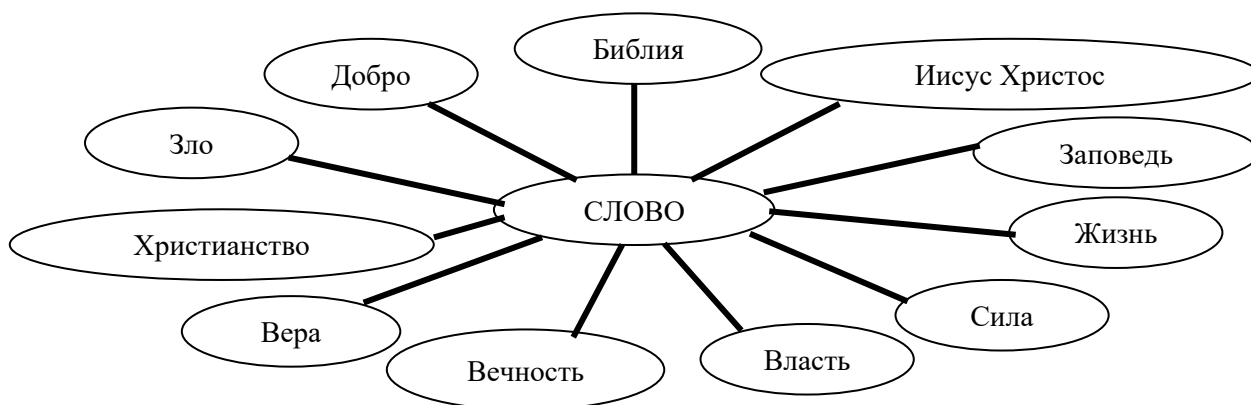 Библия
Добро
Иисус Христос
Зло
Заповедь
СЛОВО
Христианство
Жизнь
Вера
Сила
Вечность
Власть